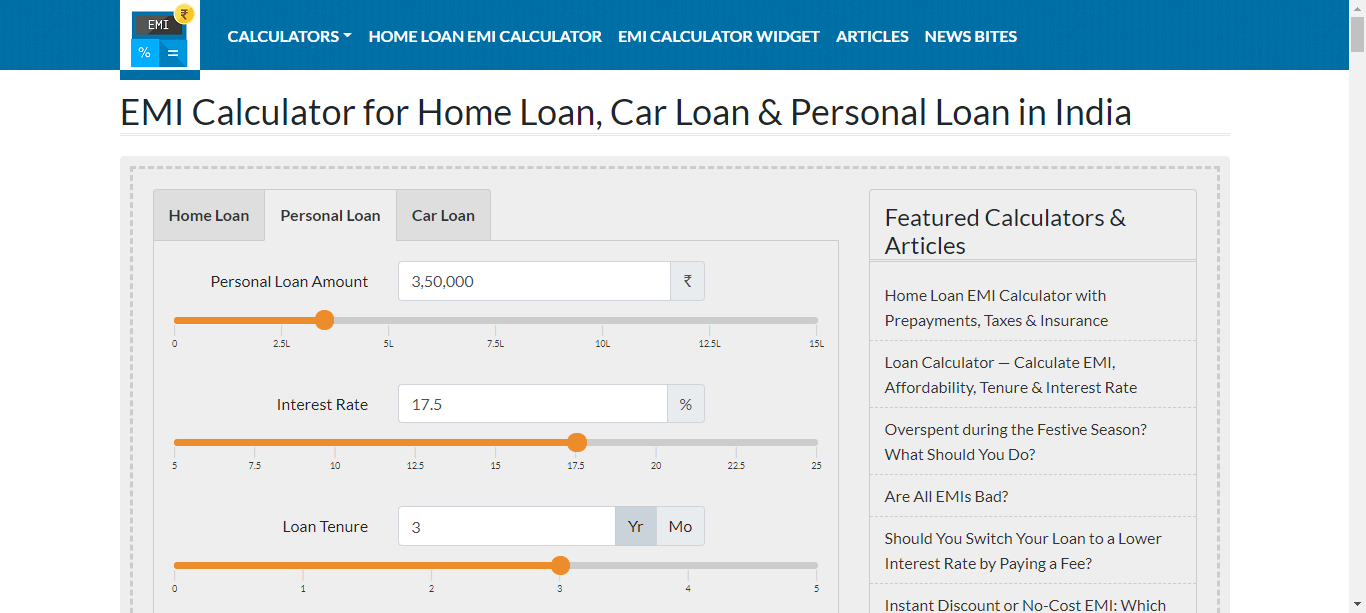 EMI ₹
% =
CALCULATORS HOME LOAN EMI CALCULATOR EMI CALCULATOR WIDGET ARTICLES NEWS BITES
EMI Calculator for Home Loan, Car Loan & Personal Loan in India
Home Loan Personal Loan Car Loan
Personal Loan Amount 3,50,000 ₹
0 2.5L 5L 7.5L 10L 12.5L 15L
Interest Rate 17.5 %
5 7.5 10 12.5 15 17.5 20 22.5 25
Loan Tenure 3 Yr Mo
0 1 2 3 4 5
Featured Calculators &
Articles
Home Loan EMI Calculator with
Prepayments, Taxes & Insurance
Loan Calculator — Calculate EMI,
Affordability, Tenure & Interest Rate
Overspent during the Festive Season?
What Should You Do?
Are All EMIs Bad?
Should You Switch Your Loan to a Lower
Interest Rate by Paying a Fee?
Instant Discount or No-Cost EMI: Which